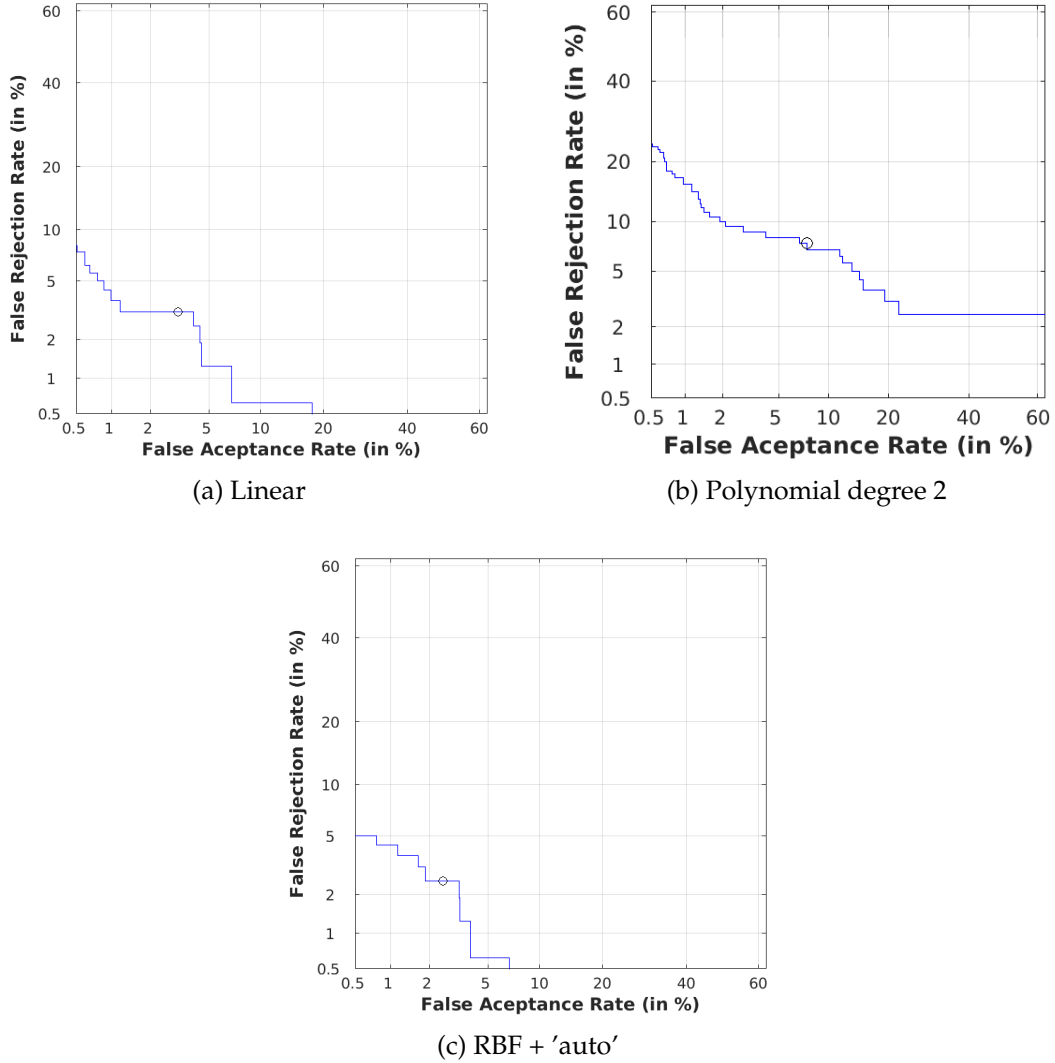 60
40
20
10
5
2
1
0.5
False Rejection Rate (in %)
0.5 1 2 5 10 20 40 60
False Aceptance Rate (in %)
(a) Linear
60
40
20
10
5
2
1
0.5
False Rejection Rate (in %)
0.5 1 2 5 10 20 40 60
False Aceptance Rate (in %)
(b) Polynomial degree 2
60
40
20
10
5
2
1
0.5
False Rejection Rate (in %)
0.5 1 2 5 10 20 40 60
False Aceptance Rate (in %)
(c) RBF + ’auto’